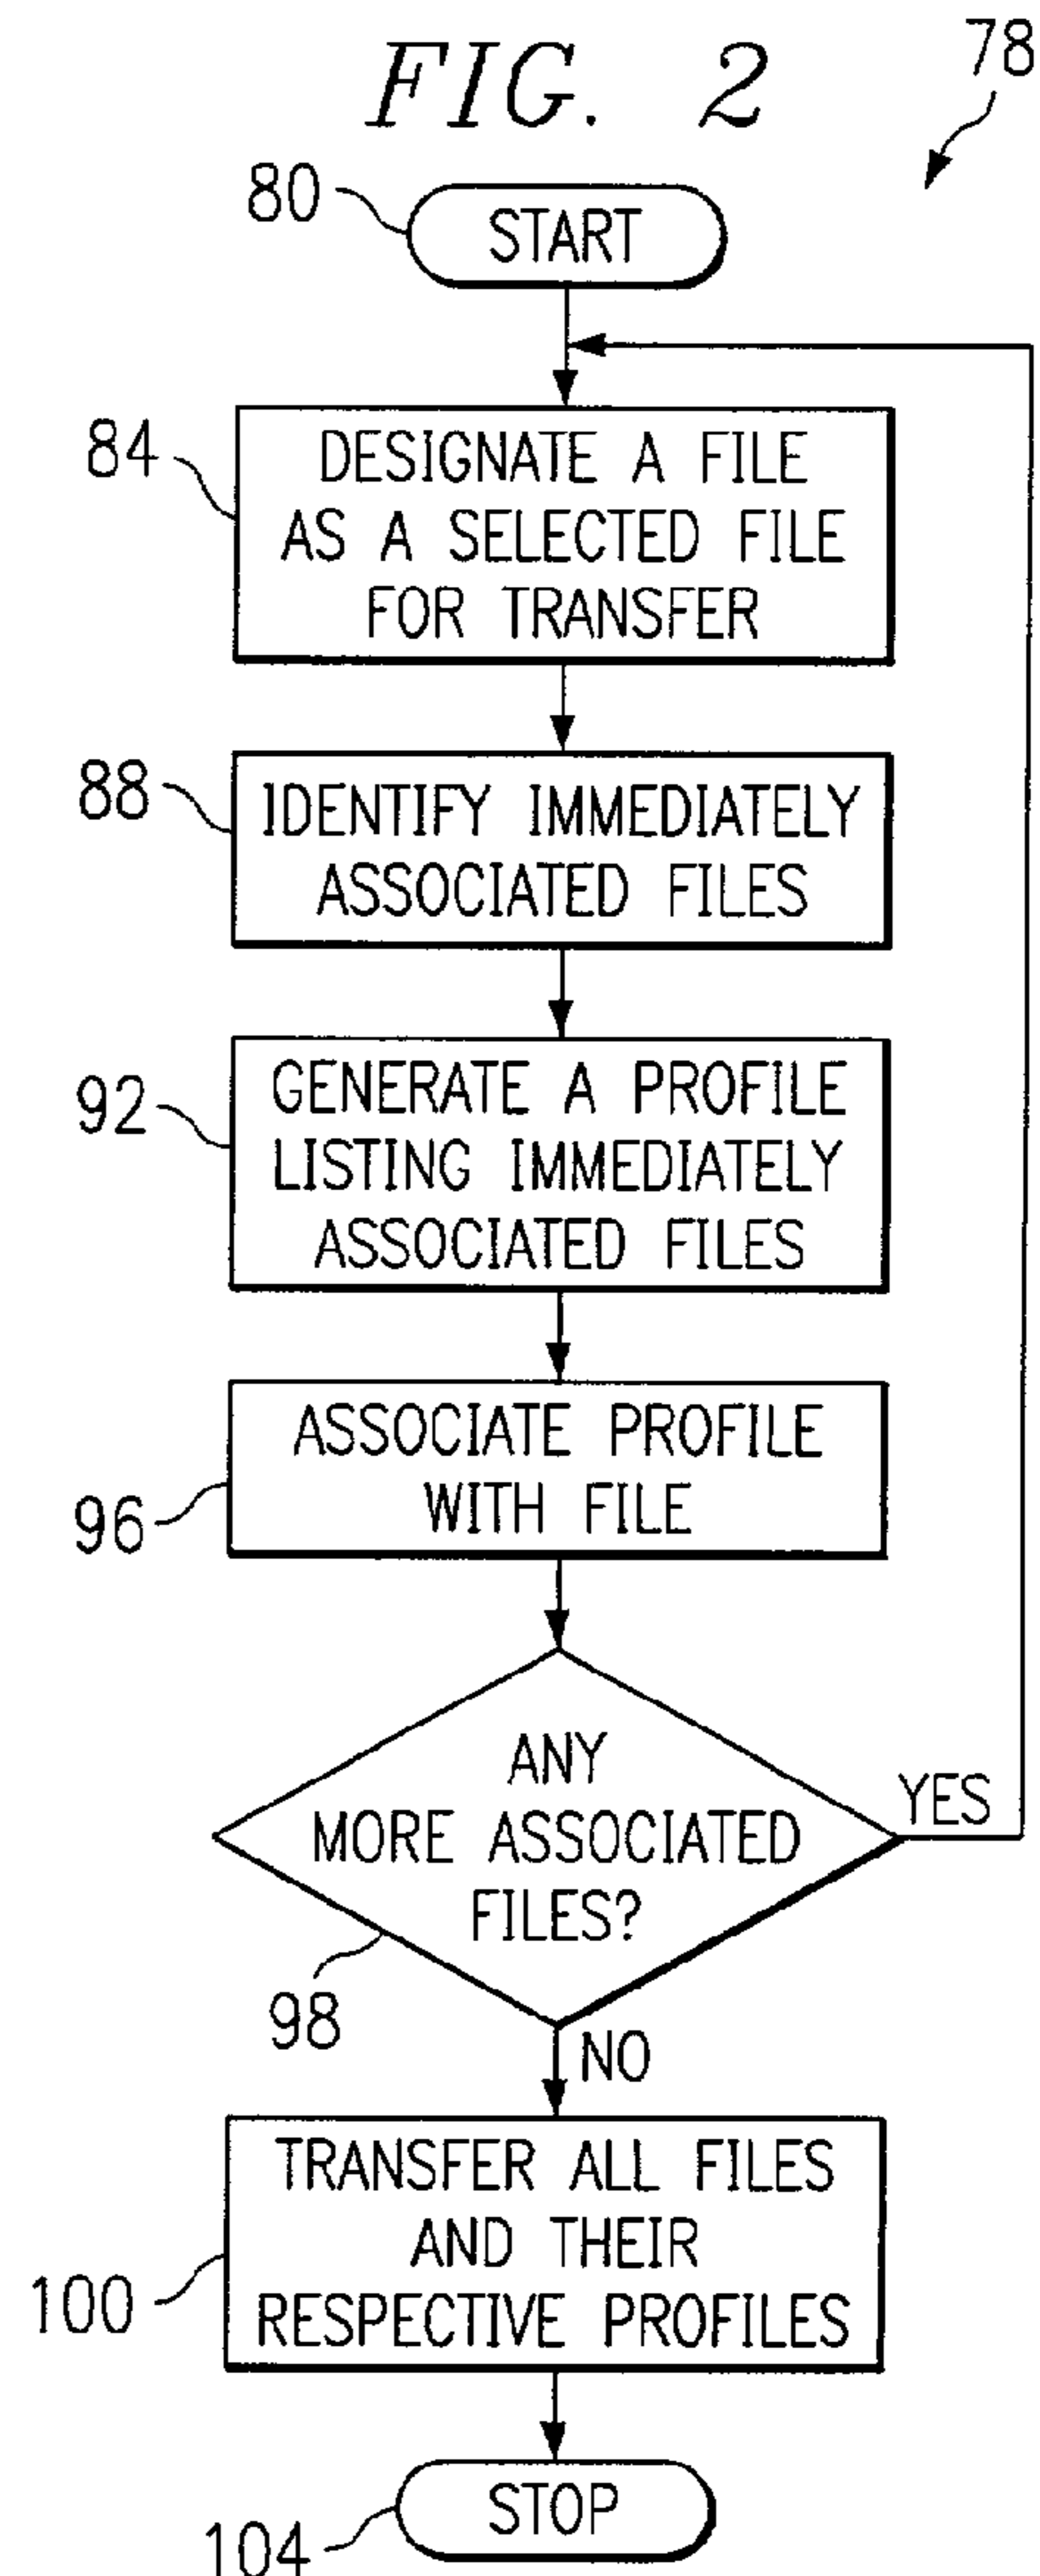 FIG. 2
78
80
START
84
DESIGNATE A FILE
AS A SELECTED FILE
FOR TRANSFER
88
IDENTIFY IMMEDIATELY
ASSOCIATED FILES
92
GENERATE A PROFILE
LISTING IMMEDIATELY
ASSOCIATED FILES
96
ASSOCIATE PROFILE
WITH FILE
ANY
MORE ASSOCIATED
FILES?
YES
98
NO
100
TRANSFER ALL FILES
AND THEIR
RESPECTIVE PROFILES
104
STOP